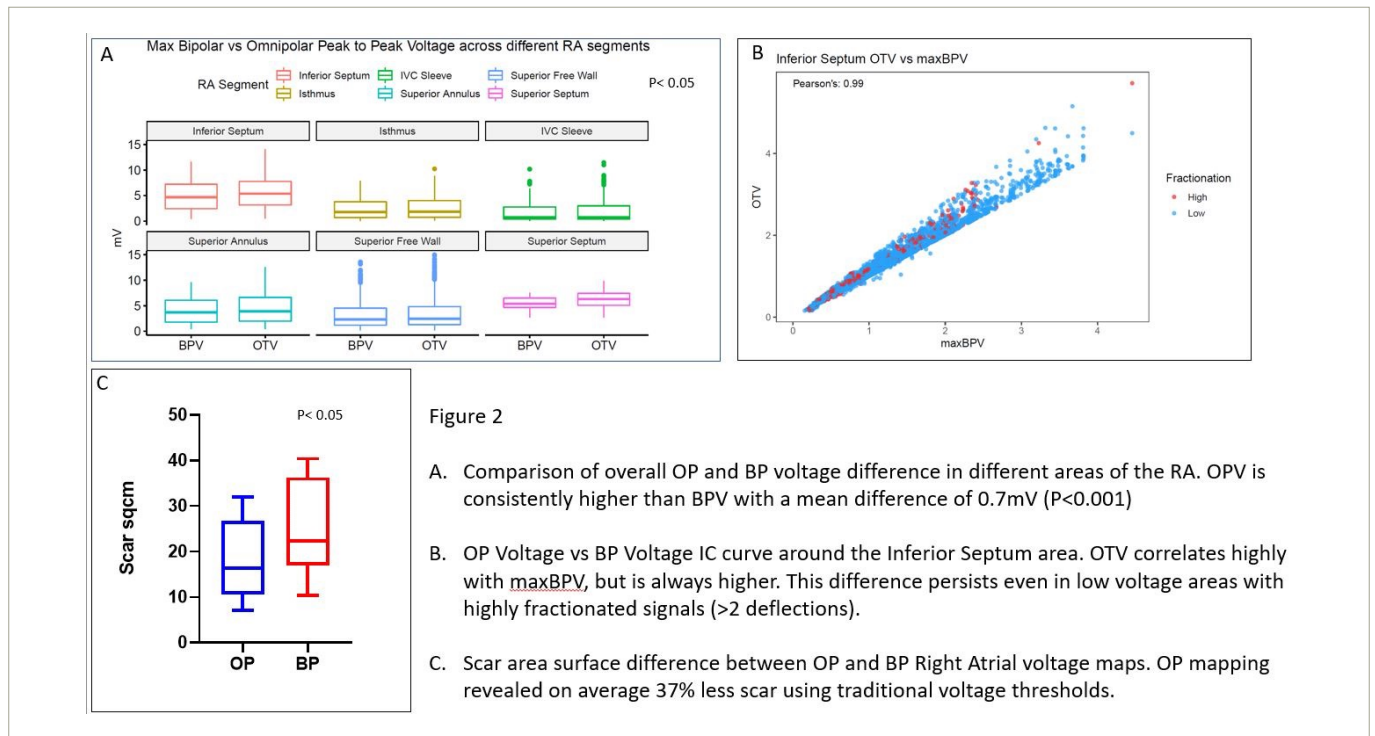 A
Max Bipolar vs Omnipolar Peak to Peak Voltage across different RA segments
RA Segment
Inferior Septum
IVC Sleeve
Superior Free Wall
Isthmus
Superior Annulus
Superior Septum
P< 0.05
Inferior Septum
Isthmus
IVC Sleeve
15
10
5
0
mV
Superior Annulus
Superior Free Wall
Superior Septum
15
10
5
0
BPV
OTV
BPV
OTV
BPV
OTV
B
Inferior Septum OTV vs maxBPV
Pearson's: 0.99
4
2
0
OTV
0
1
2
3
4
maxBPV
Fractionation
High
Low
C
P< 0.05
50
40
30
20
10
0
Scar sqcm
OP
BP
Figure 2
A. Comparison of overall OP and BP voltage difference in different areas of the RA. OPV is
consistently higher than BPV with a mean difference of 0.7mV (P<0.001)
B. OP Voltage vs BP Voltage IC curve around the Inferior Septum area. OTV correlates highly
with maxBPV, but is always higher. This difference persists even in low voltage areas with
highly fractionated signals (>2 deflections).
C. Scar area surface difference between OP and BP Right Atrial voltage maps. OP mapping
revealed on average 37% less scar using traditional voltage thresholds.